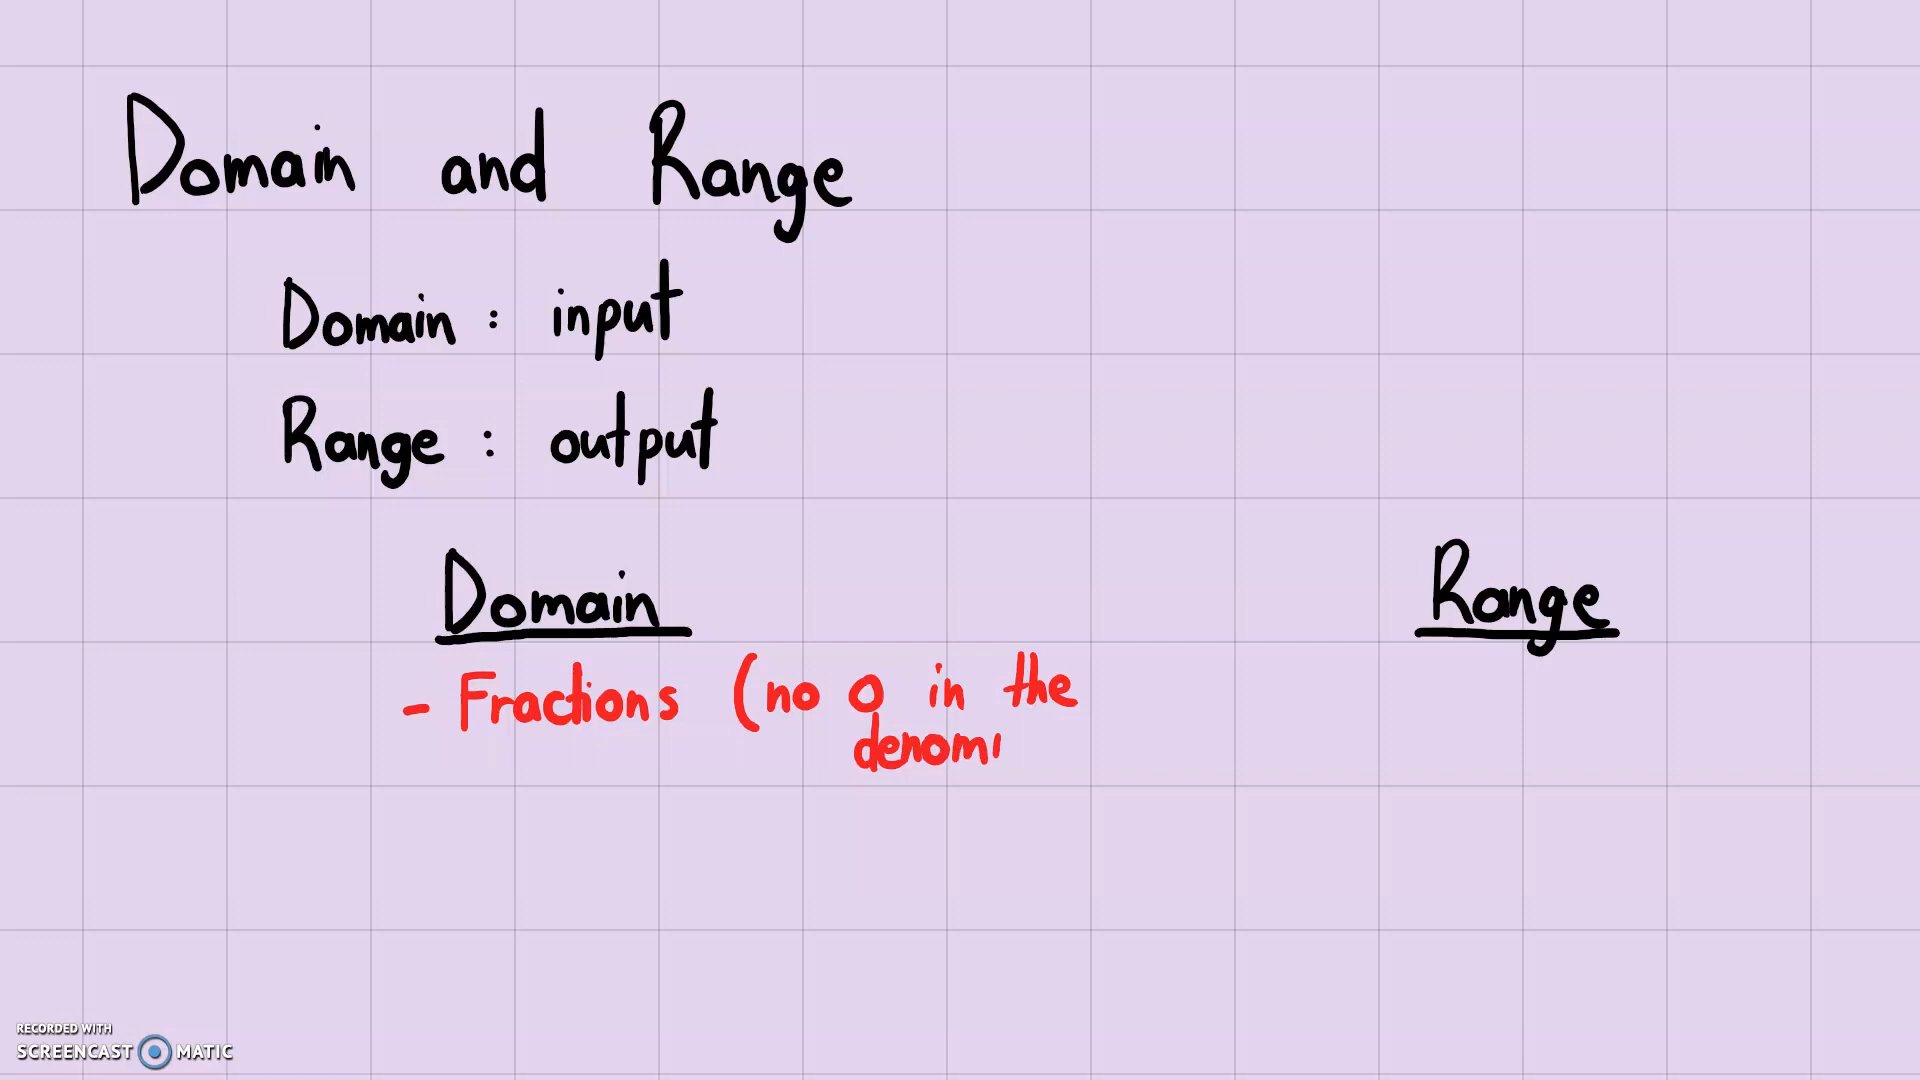 Domain and Range
Domain : input
Range : output
Domain
Range
- Fractions (no 0 in the
denomi
RECORDED WITH
SCREENCAST MATIC